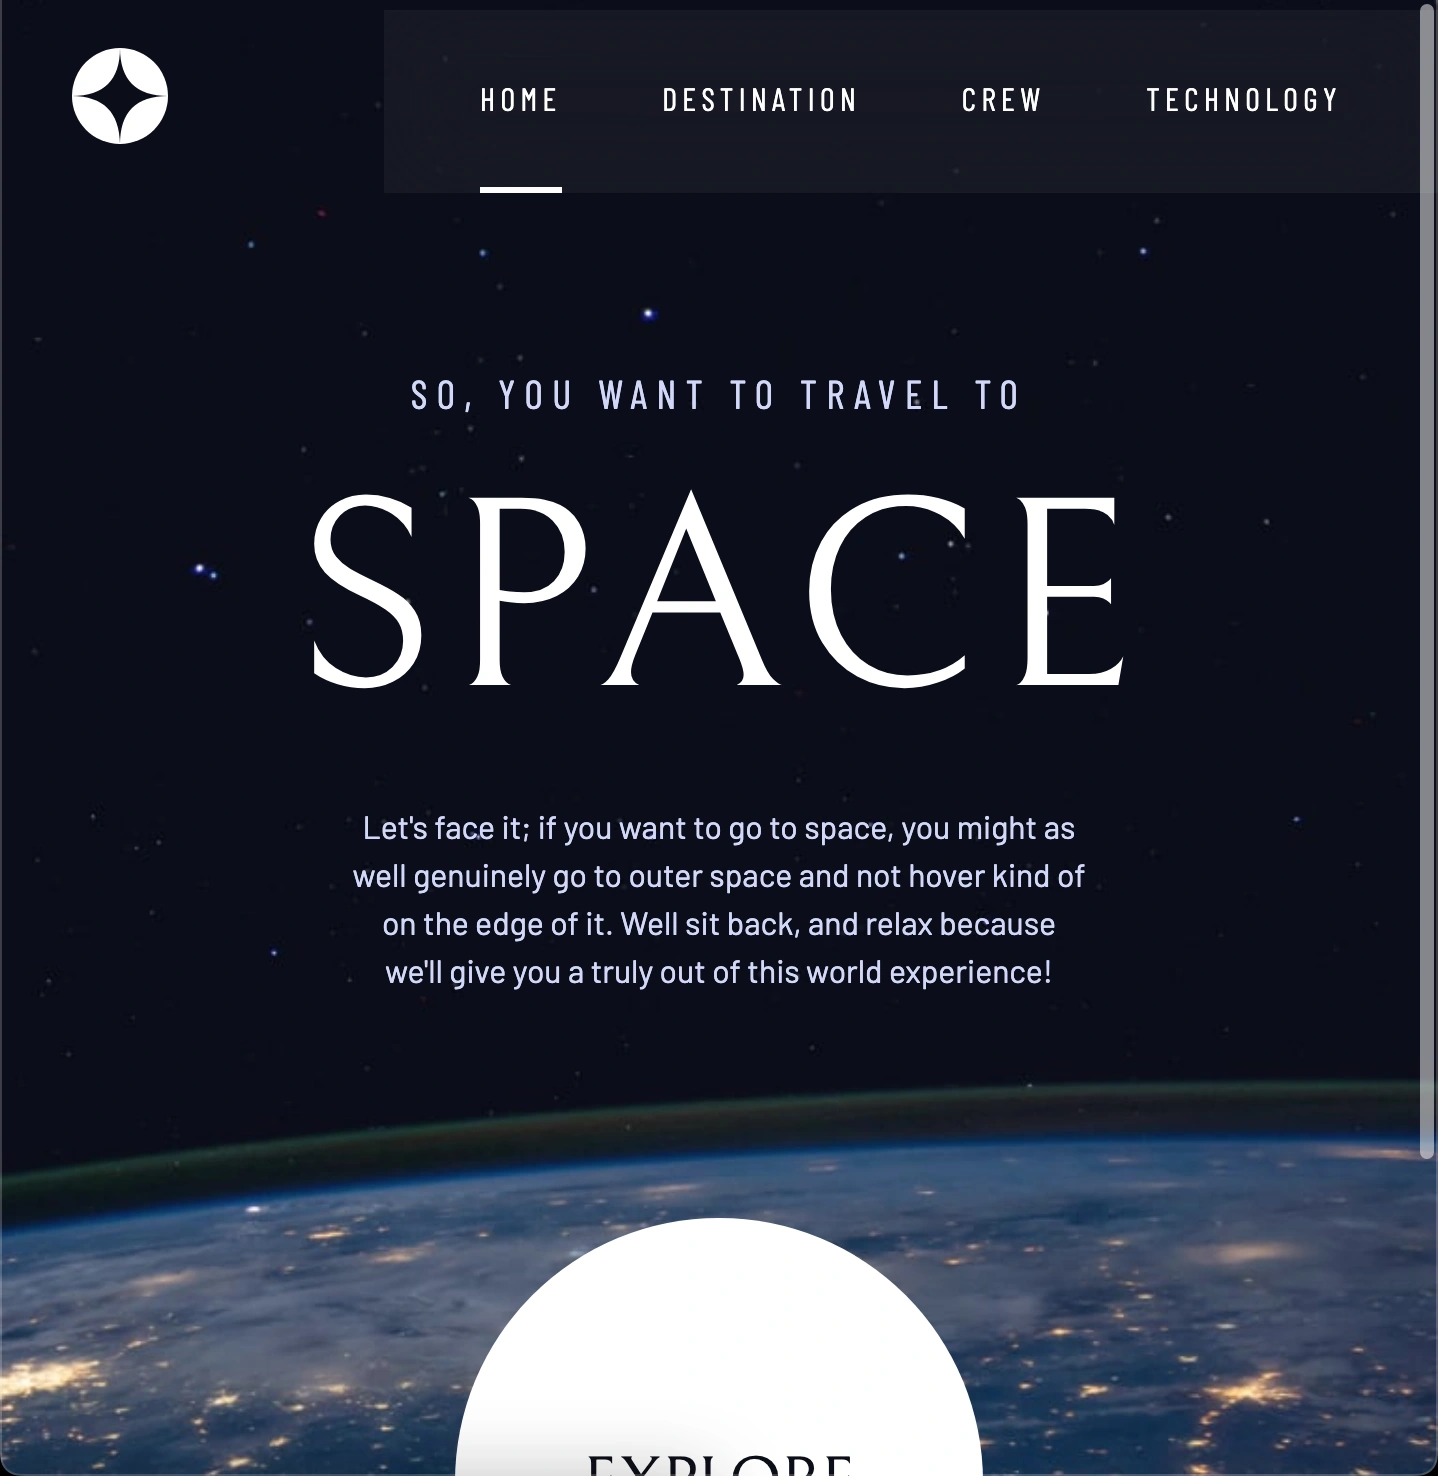 HOME DESTINATION CREW TECHNOLOGY
SO, YOU WANT TO TRAVEL TO
SPACE
Let's face it; if you want to go to space, you might as
well genuinely go to outer space and not hover kind of
on the edge of it. Well sit back, and relax because
we'll give you a truly out of this world experience!
EXPLORE